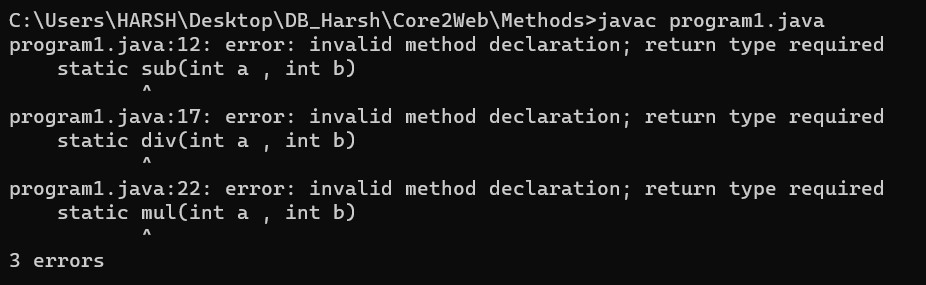 C:\Users\HARSH\Desktop\DB_Harsh\Core2Web\Methods>javac program1.java
program1.java:12: error: invalid method declaration; return type required
    static sub(int a , int b)
           ^
program1.java:17: error: invalid method declaration; return type required
    static div(int a , int b)
           ^
program1.java:22: error: invalid method declaration; return type required
    static mul(int a , int b)
           ^
3 errors